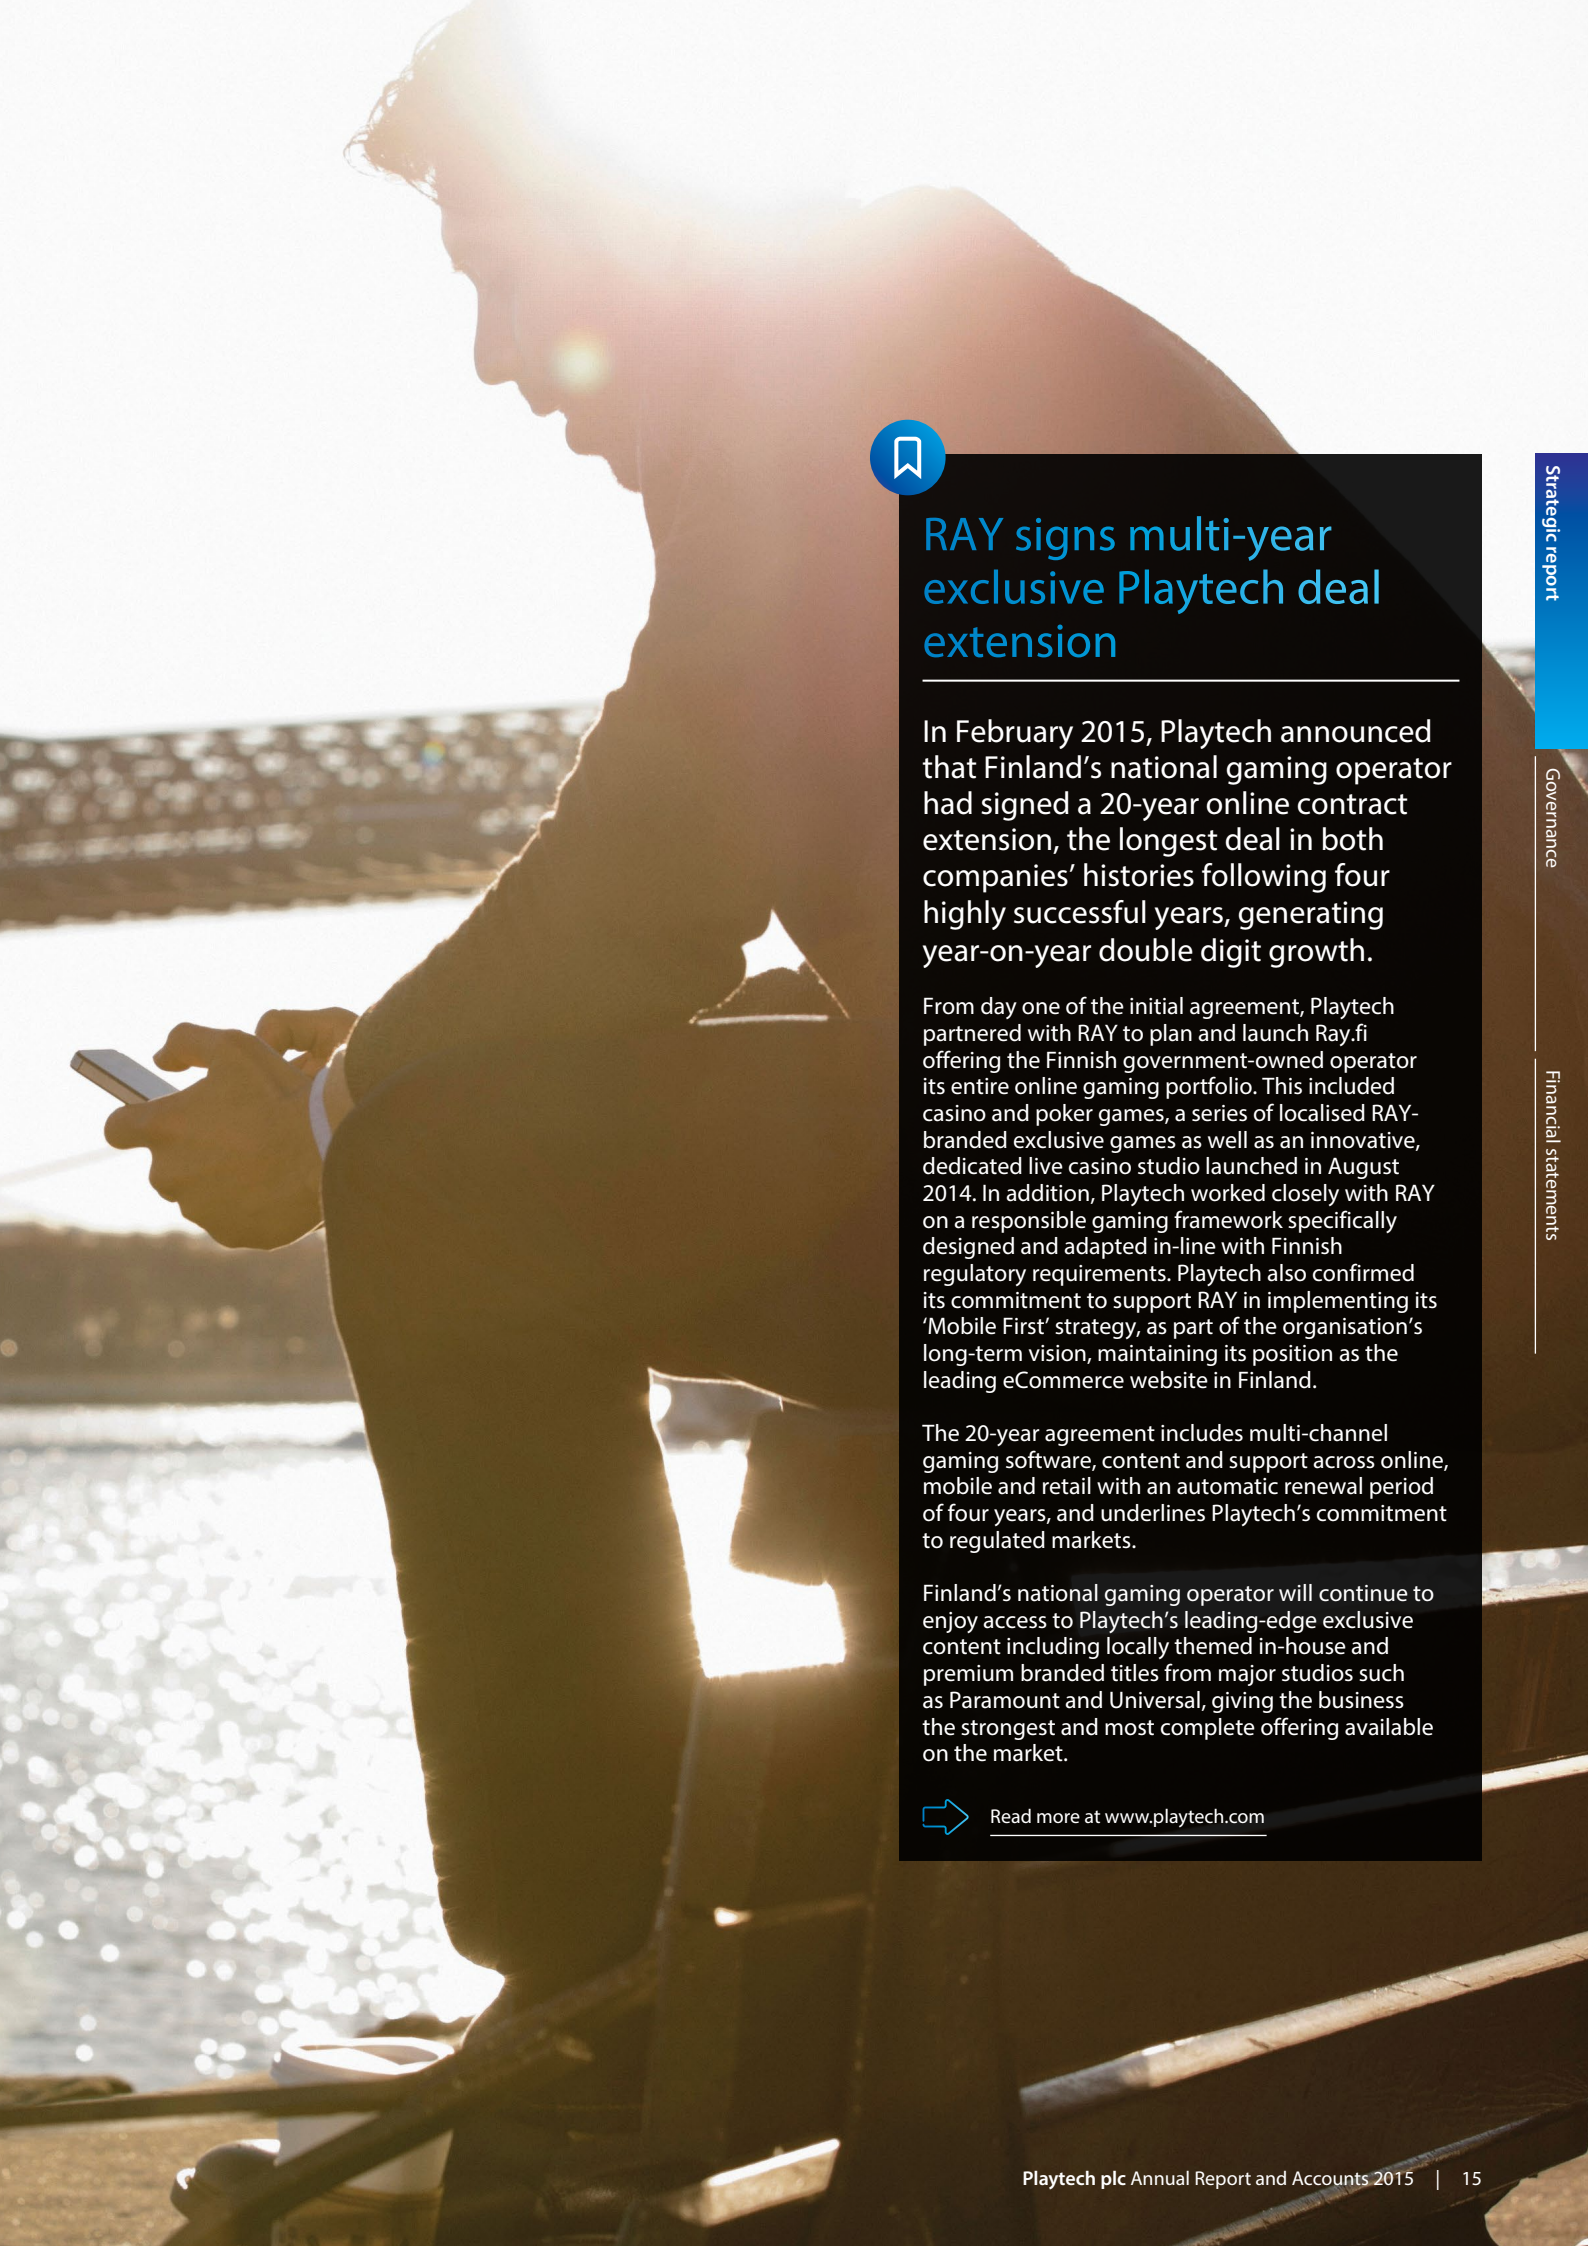 RAY signs multi-year
exclusive Playtech deal
extension
In February 2015, Playtech announced
that Finland’s national gaming operator
had signed a 20-year online contract
extension, the longest deal in both
companies’ histories following four
highly successful years, generating
year-on-year double digit growth.
From day one of the initial agreement, Playtech
partnered with RAY to plan and launch Ray.fi
offering the Finnish government-owned operator
its entire online gaming portfolio. This included
casino and poker games, a series of localised RAY-
branded exclusive games as well as an innovative,
dedicated live casino studio launched in August
2014. In addition, Playtech worked closely with RAY
on a responsible gaming framework specifically
designed and adapted in-line with Finnish
regulatory requirements. Playtech also confirmed
its commitment to support RAY in implementing its
‘Mobile First’ strategy, as part of the organisation’s
long-term vision, maintaining its position as the
leading eCommerce website in Finland.
The 20-year agreement includes multi-channel
gaming software, content and support across online,
mobile and retail with an automatic renewal period
of four years, and underlines Playtech’s commitment
to regulated markets.
Finland’s national gaming operator will continue to
enjoy access to Playtech’s leading-edge exclusive
content including locally themed in-house and
premium branded titles from major studios such
as Paramount and Universal, giving the business
the strongest and most complete offering available
on the market.
Read more at www.playtech.com
Strategic report
Governance
Financial statements
Playtech plc Annual Report and Accounts 2015 | 15